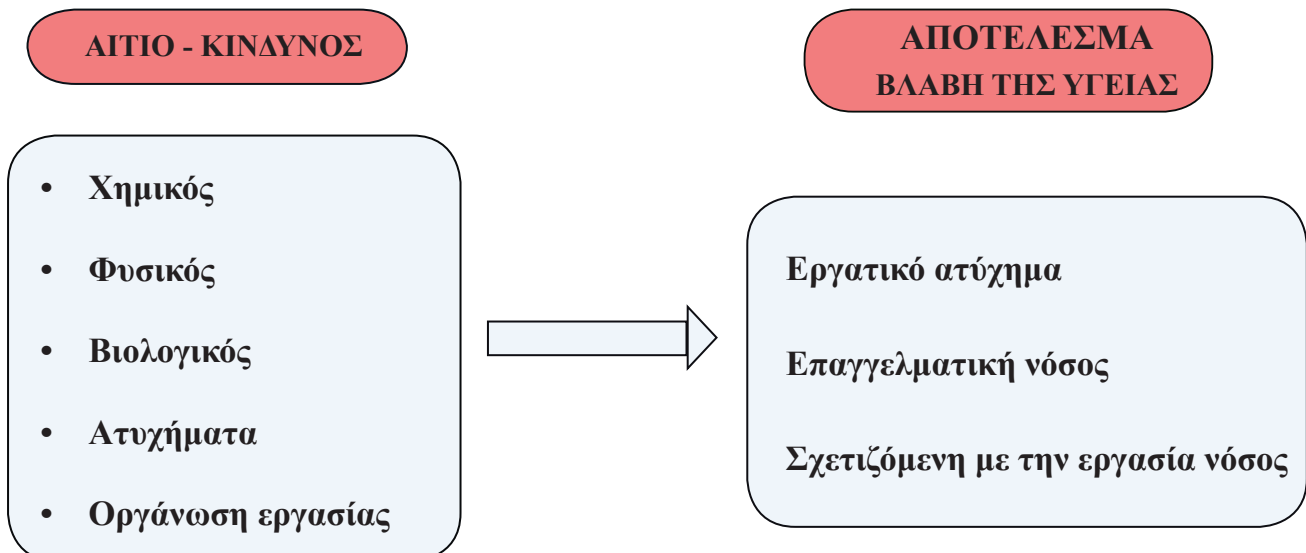 ΑΙΤΙΟ - ΚΙΝΔΥΝΟΣ
• Χημικός
• Φυσικός
• Βιολογικός
• Ατυχήματα
• Οργάνωση εργασίας
ΑΠΟΤΕΛΕΣΜΑ
ΒΛΑΒΗ ΤΗΣ ΥΓΕΙΑΣ
Εργατικό ατύχημα
Επαγγελματική νόσος
Σχετιζόμενη με την εργασία νόσος